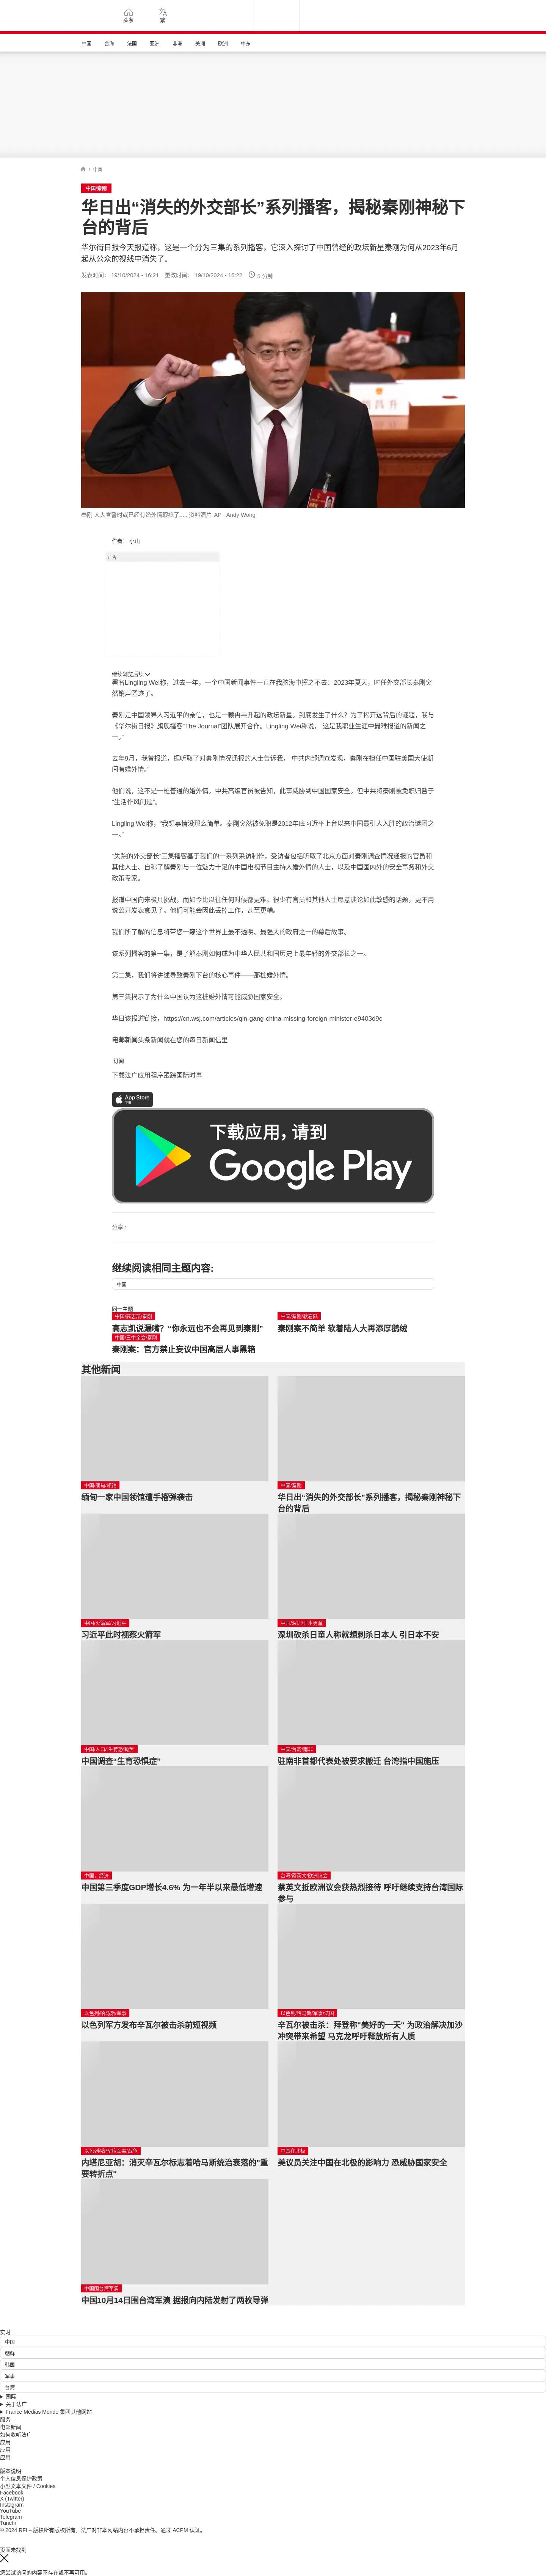 头条
繁
中国
台海
法国
亚洲
非洲
美洲
欧洲
中东
/ 中国
中国/秦刚
华日出“消失的外交部长”系列播客，揭秘秦刚神秘下
台的背后
华尔街日报今天报道称，这是一个分为三集的系列播客，它深入探讨了中国曾经的政坛新星秦刚为何从2023年6月
起从公众的视线中消失了。
发表时间： 19/10/2024 - 16:21 更改时间： 19/10/2024 - 16:22 5 分钟
秦刚 人大宣誓时或已经有婚外情瑕疵了.... 资料照片 AP - Andy Wong
作者： 小山
广告
继续浏览后续
署名Lingling Wei称，过去一年，一个中国新闻事件一直在我脑海中挥之不去：2023年夏天，时任外交部长秦刚突
然销声匿迹了。
秦刚是中国领导人习近平的亲信，也是一颗冉冉升起的政坛新星。到底发生了什么？为了揭开这背后的谜题，我与
《华尔街日报》旗舰播客“The Journal”团队展开合作。Lingling Wei称说，“这是我职业生涯中最难报道的新闻之
一。”
去年9月，我曾报道，据听取了对秦刚情况通报的人士告诉我，“中共内部调查发现，秦刚在担任中国驻美国大使期
间有婚外情。”
他们说，这不是一桩普通的婚外情。中共高级官员被告知，此事威胁到中国国家安全。但中共将秦刚被免职归咎于
“生活作风问题”。
Lingling Wei称，“我想事情没那么简单。秦刚突然被免职是2012年底习近平上台以来中国最引人入胜的政治谜团之
一。”
“失踪的外交部长”三集播客基于我们的一系列采访制作，受访者包括听取了北京方面对秦刚调查情况通报的官员和
其他人士、自称了解秦刚与一位魅力十足的中国电视节目主持人婚外情的人士，以及中国国内外的安全事务和外交
政策专家。
报道中国向来极具挑战，而如今比以往任何时候都更难。很少有官员和其他人士愿意谈论如此敏感的话题，更不用
说公开发表意见了。他们可能会因此丢掉工作，甚至更糟。
我们所了解的信息将带您一窥这个世界上最不透明、最强大的政府之一的幕后故事。
该系列播客的第一集，是了解秦刚如何成为中华人民共和国历史上最年轻的外交部长之一。
第二集，我们将讲述导致秦刚下台的核心事件——那桩婚外情。
第三集揭示了为什么中国认为这桩婚外情可能威胁国家安全。
华日该报道链接，https://cn.wsj.com/articles/qin-gang-china-missing-foreign-minister-e9403d9c
电邮新闻头条新闻就在您的每日新闻信里
订阅
下载法广应用程序跟踪国际时事
App Store
下载
下载应用，请到
Google Play
分享 :
继续阅读相同主题内容:
中国
同一主题
中国/高志凯/秦刚
高志凯说漏嘴？“你永远也不会再见到秦刚”
中国/秦刚/软着陆
秦刚案不简单 软着陆人大再添厚鹅绒
中国/三中全会/秦刚
秦刚案：官方禁止妄议中国高层人事黑箱
其他新闻
中国/缅甸/领馆
缅甸一家中国领馆遭手榴弹袭击
中国/秦刚
华日出“消失的外交部长”系列播客，揭秘秦刚神秘下
台的背后
中国/火箭军/习近平
习近平此时视察火箭军
中国/深圳/日本男童
深圳砍杀日童人称就想刺杀日本人 引日本不安
中国/人口/“生育恐惧症”
中国调查“生育恐惧症”
中国/台湾/南非
驻南非首都代表处被要求搬迁 台湾指中国施压
中国，经济
中国第三季度GDP增长4.6% 为一年半以来最低增速
台湾/蔡英文/欧洲议会
蔡英文抵欧洲议会获热烈接待 呼吁继续支持台湾国际
参与
以色列/哈马斯/军事
以色列军方发布辛瓦尔被击杀前短视频
以色列/哈马斯/军事/法国
辛瓦尔被击杀：拜登称"美好的一天" 为政治解决加沙
冲突带来希望 马克龙呼吁释放所有人质
以色列/哈马斯/军事/战争
内塔尼亚胡：消灭辛瓦尔标志着哈马斯统治衰落的"重
要转折点"
中国在北极
美议员关注中国在北极的影响力 恐威胁国家安全
中国围台湾军演
中国10月14日围台湾军演 据报向内陆发射了两枚导弹
实时
中国
朝鲜
韩国
军事
台湾
国际
关于法广
France Médias Monde 集团其他网站
服务
电邮新闻
如何收听法广
应用
应用
应用
版本说明
个人信息保护政策
小型文本文件 / Cookies
Facebook
X (Twitter)
Instagram
YouTube
Telegram
TuneIn
© 2024 RFI – 版权所有版权所有。法广对非本网站内容不承担责任。通过 ACPM 认证。
页面未找到
您尝试访问的内容不存在或不再可用。